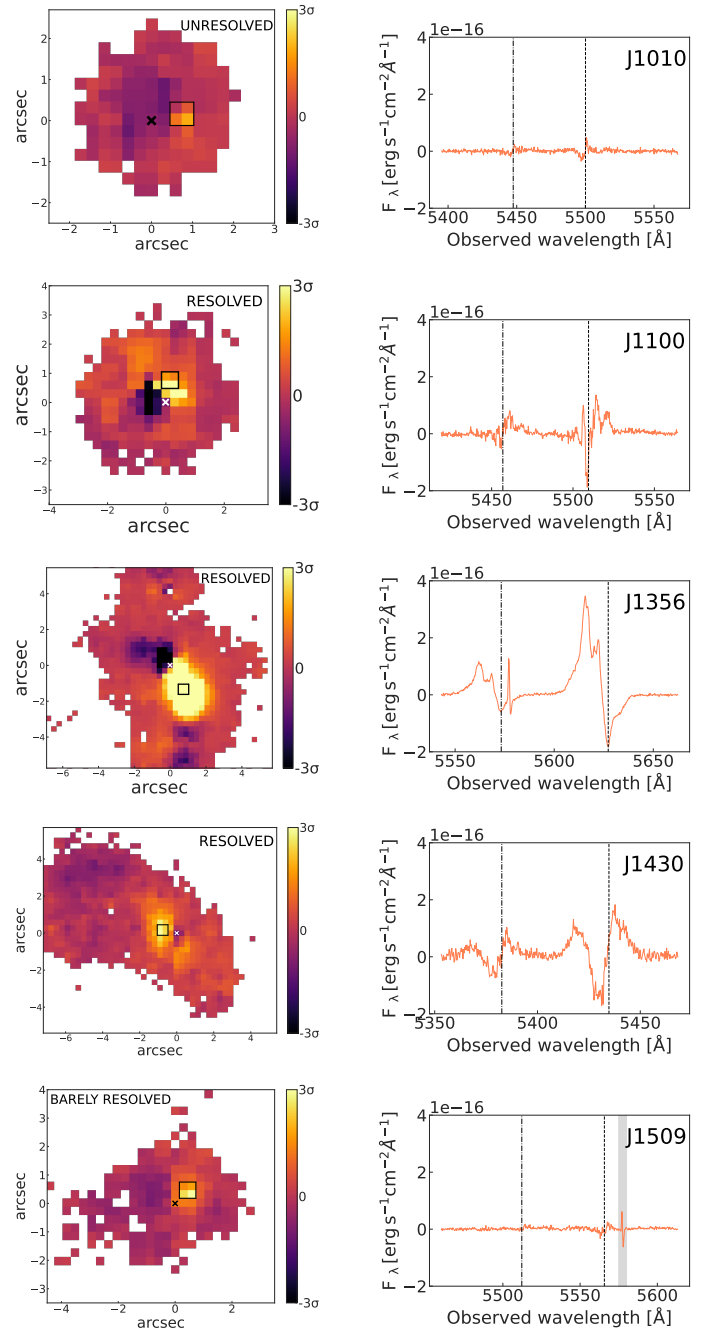 UNRESOLVED
2
1
0
−1
−2
arcsec
−2 −1 0 1 2 3
arcsec
3σ
0
-3σ
1e−16
J1010
4
2
0
−2
F λ [erg s−1cm−2Å−1]
5400 5450 5500 5550
Observed wavelength [Å]
RESOLVED
4
3
2
1
0
−1
−2
−3
arcsec
−4 −2 0 2
arcsec
3σ
0
-3σ
1e−16
J1100
4
2
0
−2
F λ [erg s−1cm−2Å−1]
5450 5500 5550
Observed wavelength [Å]
RESOLVED
4
2
0
−2
−4
arcsec
−6 −4 −2 0 2 4
arcsec
3σ
0
-3σ
1e−16
J1356
4
2
0
−2
F λ [erg s−1cm−2Å−1]
5550 5600 5650
Observed wavelength [Å]
RESOLVED
4
2
0
−2
−4
arcsec
−6 −4 −2 0 2 4
arcsec
3σ
0
-3σ
1e−16
J1430
4
2
0
−2
F λ [erg s−1cm−2Å−1]
5350 5400 5450
Observed wavelength [Å]
BARELY RESOLVED
4
3
2
1
0
−1
−2
−3
arcsec
−4 −2 0 2 4
arcsec
3σ
0
-3σ
1e−16
J1509
4
2
0
−2
F λ [erg s−1cm−2Å−1]
5500 5550 5600
Observed wavelength [Å]